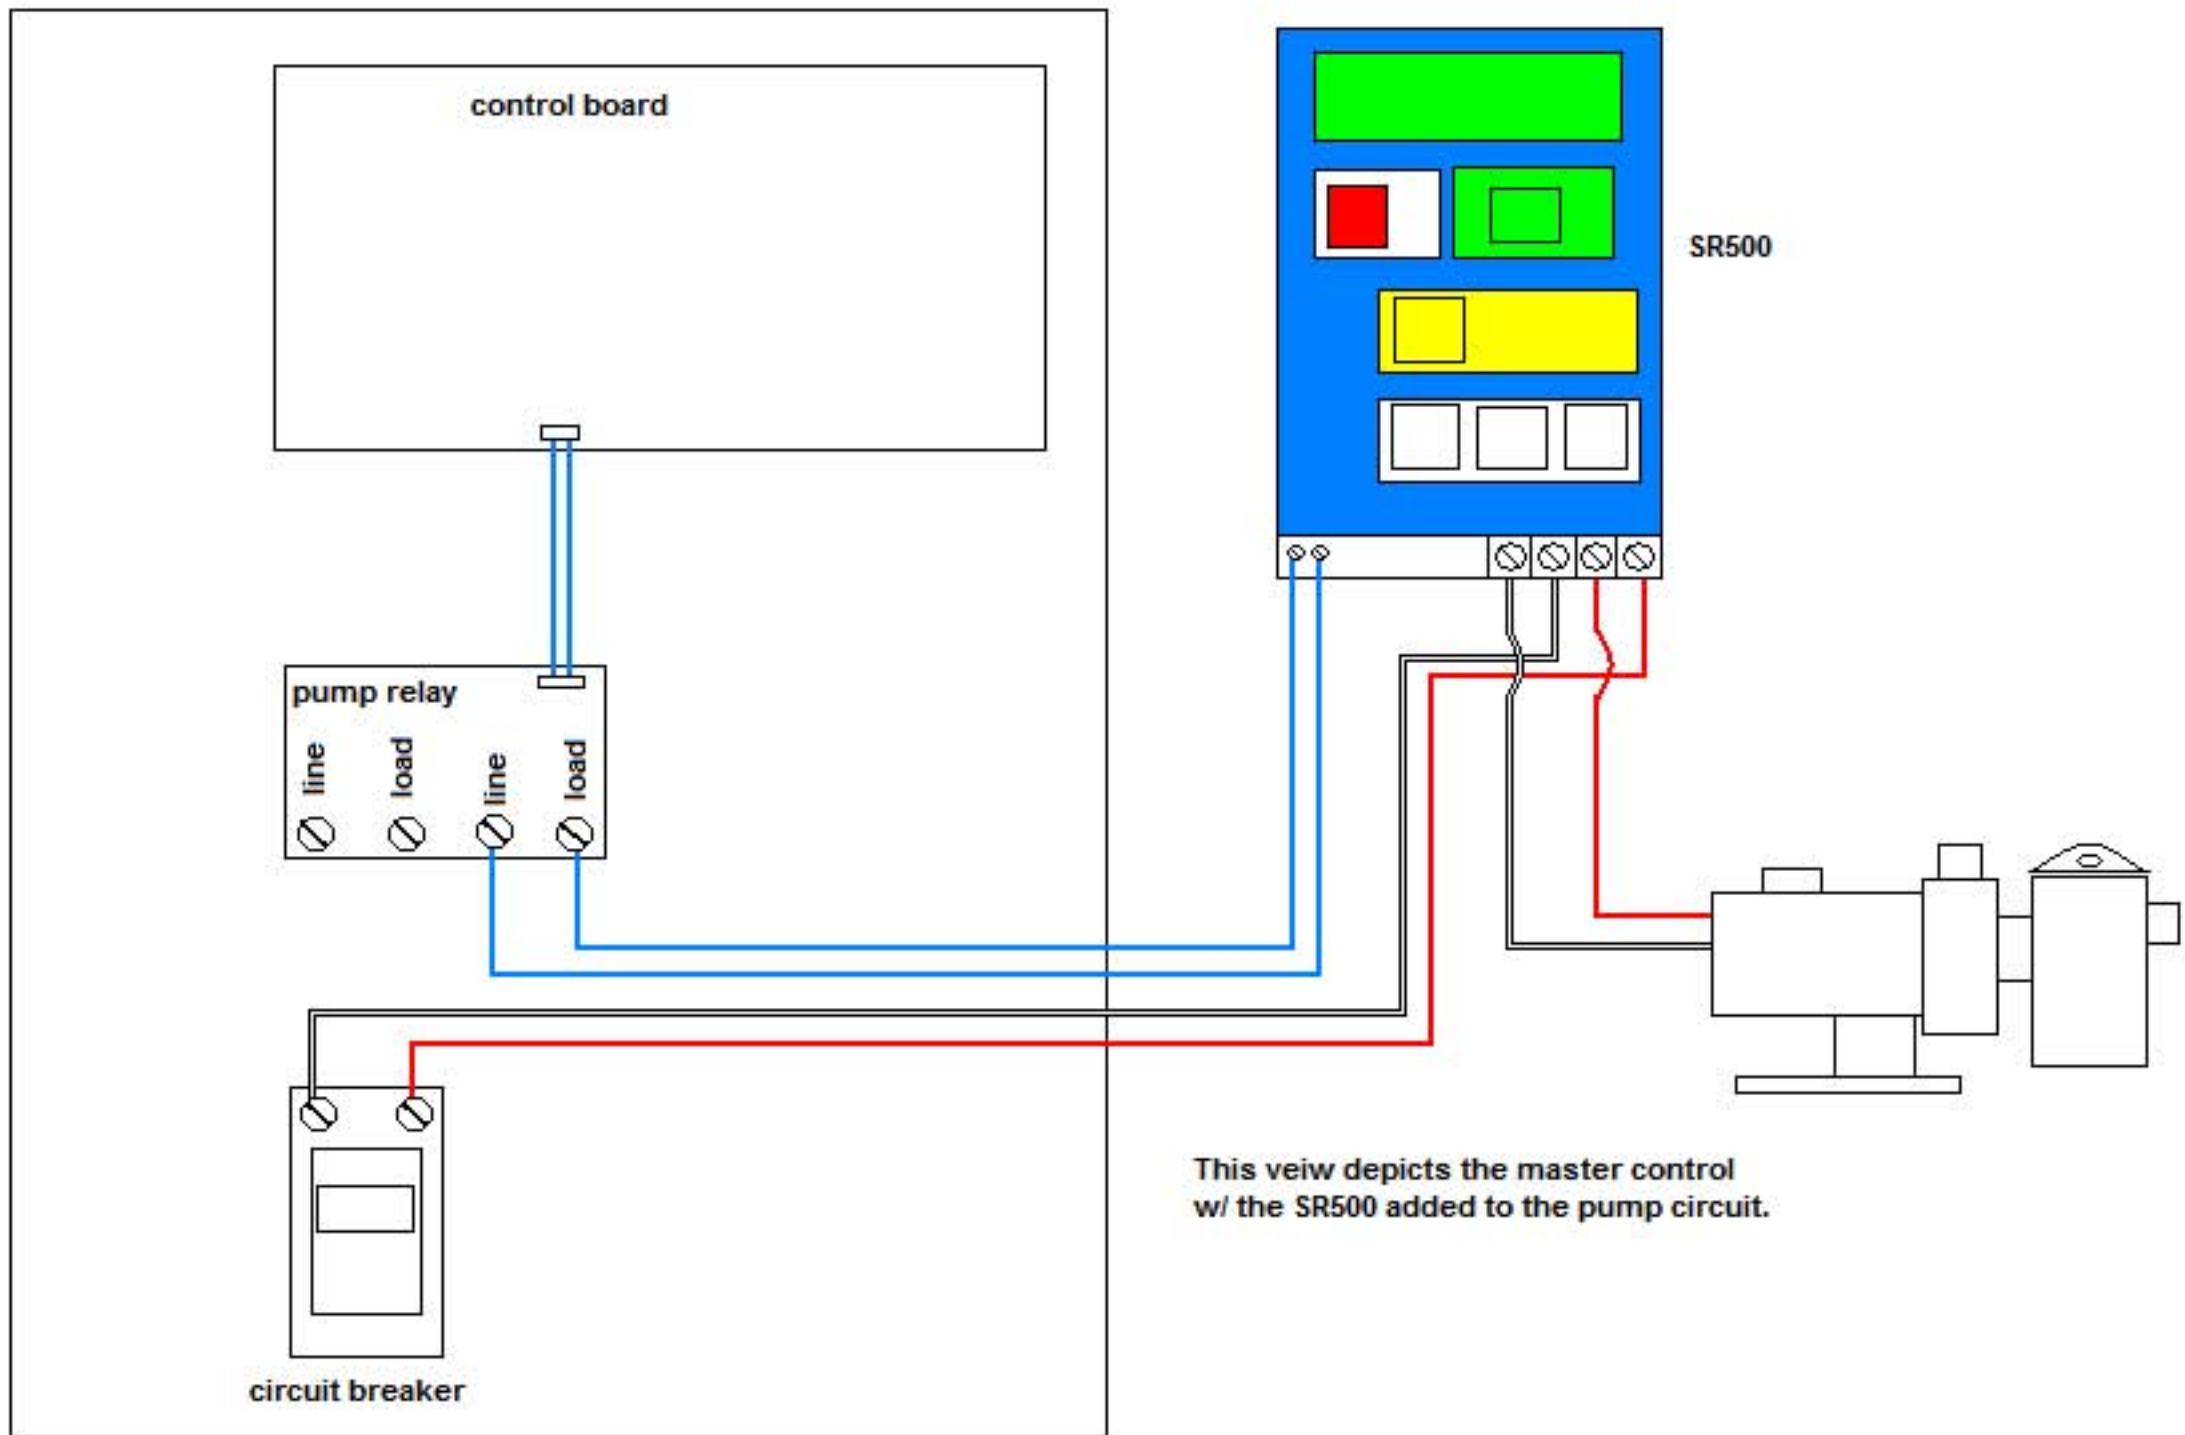 control board
SR500
pump relay
line
load
line
load
This veiw depicts the master control
w/ the SR500 added to the pump circuit.
circuit breaker